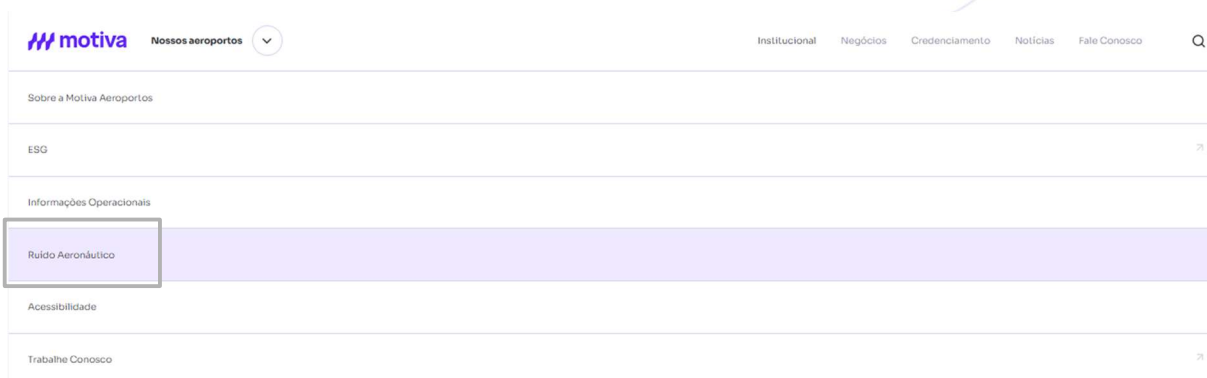 motiva Nossos aeroportos Institucional Negócios Credenciamento Notícias Fale Conosco
Sobre a Motiva Aeroportos
ESG
Informações Operacionais
Ruído Aeronáutico
Acessibilidade
Trabalhe Conosco